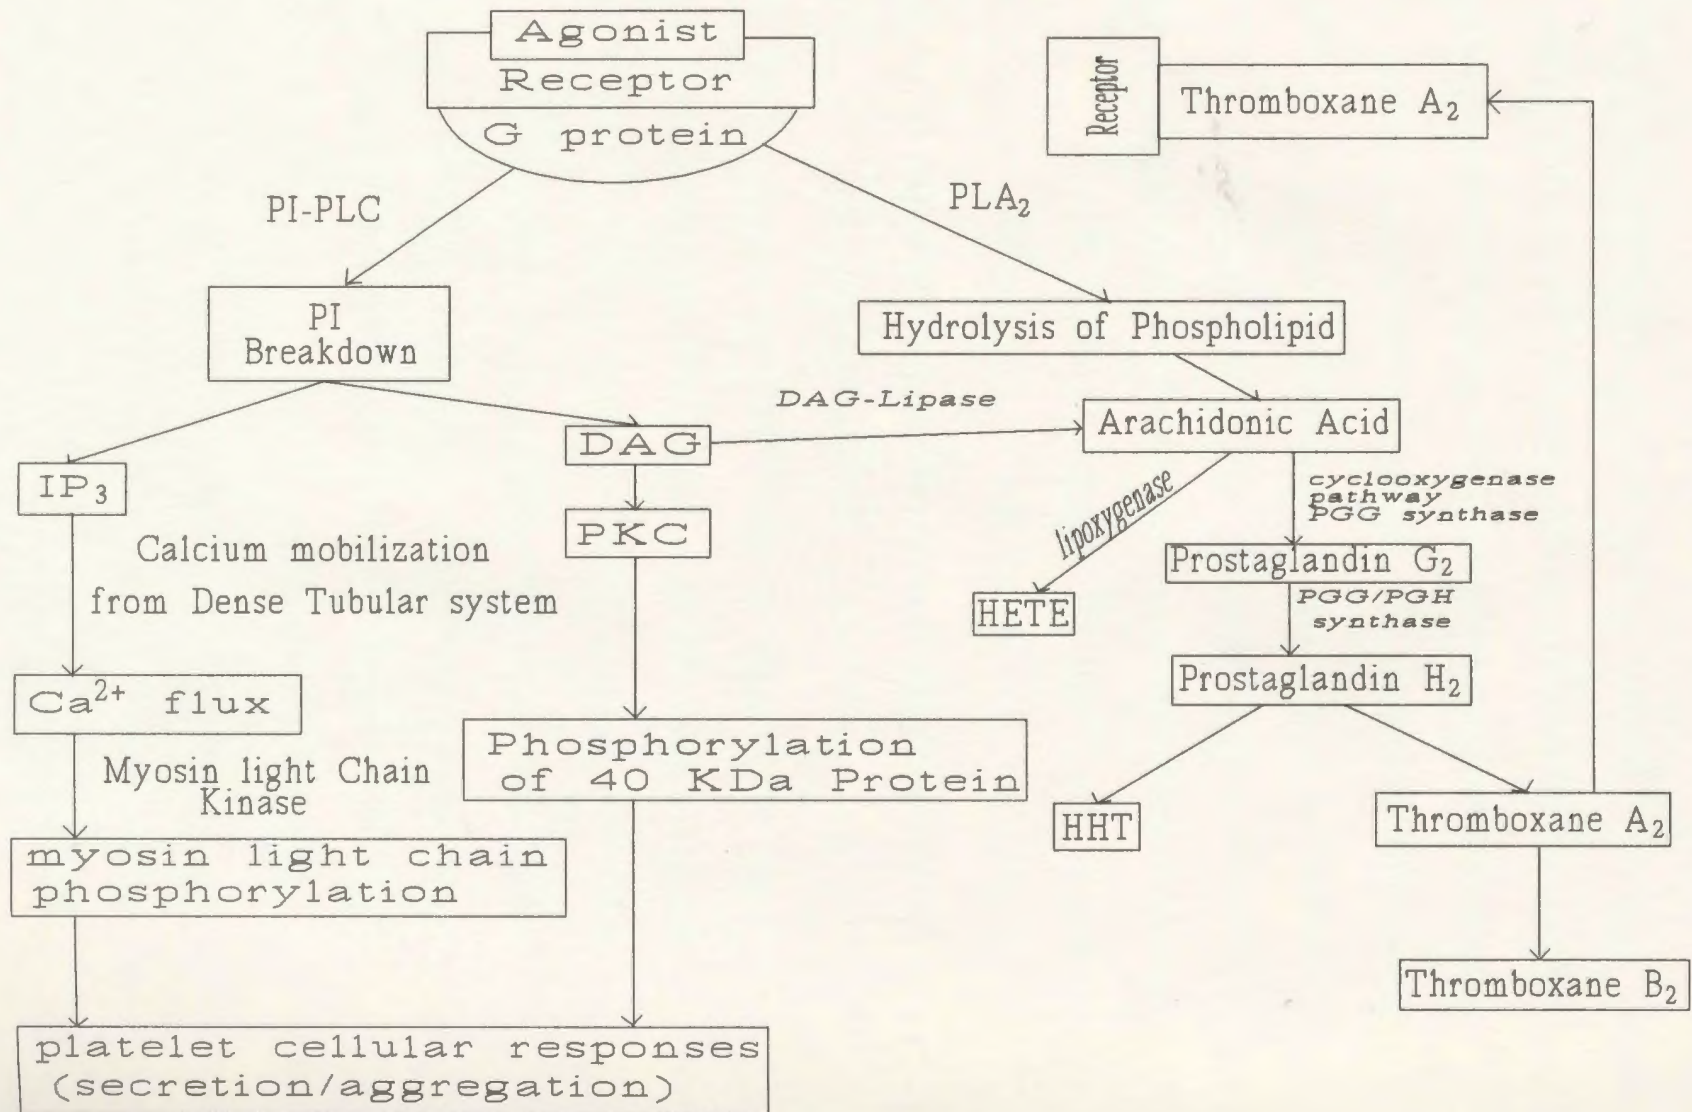 Agonist
Receptor
G protein
Receptor
Thromboxane A₂
PI-PLC
PLA₂
PI
Breakdown
Hydrolysis of Phospholipid
DAG-Lipase
DAG
Arachidonic Acid
IP₃
PKC
lipoxygenase
cyclooxygenase
pathway
PGG synthase
Calcium mobilization
from Dense Tubular system
Prostaglandin G₂
HETE
PGG/PGH
synthase
Ca²⁺ flux
Prostaglandin H₂
Myosin light Chain
Kinase
Phosphorylation
of 40 KDa Protein
HHT
Thromboxane A₂
myosin light chain
phosphorylation
Thromboxane B₂
platelet cellular responses
(secretion/aggregation)